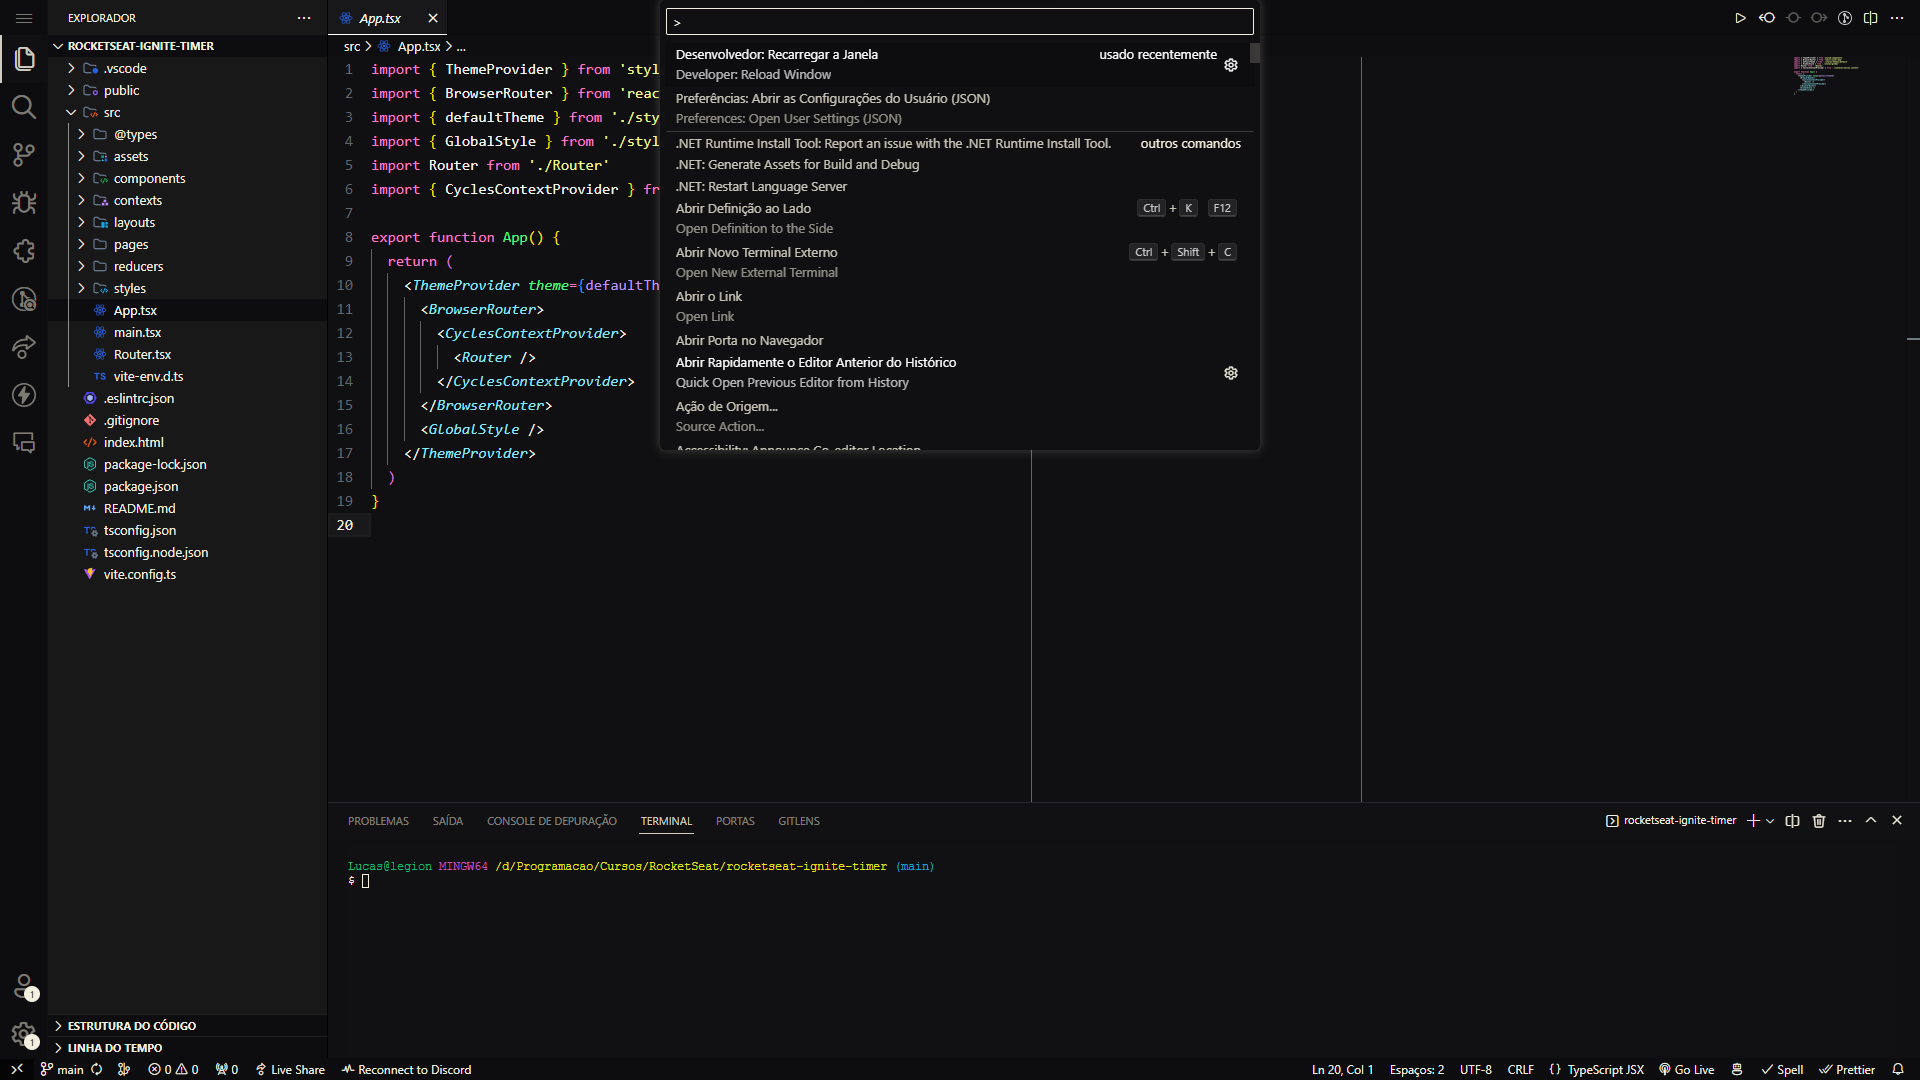 EXPLORADOR
ROCKETSEAT-IGNITE-TIMER
.vscode
public
src
@types
assets
components
contexts
layouts
pages
reducers
styles
App.tsx
main.tsx
Router.tsx
TS vite-env.d.ts
.eslintrc.json
.gitignore
index.html
package-lock.json
package.json
README.md
tsconfig.json
tsconfig.node.json
vite.config.ts
ESTRUTURA DO CÓDIGO
LINHA DO TEMPO
1
1
App.tsx
src > App.tsx > ...
1 import { ThemeProvider } from 'styl
2 import { BrowserRouter } from 'reac
3 import { defaultTheme } from './sty
4 import { GlobalStyle } from './styl
5 import Router from './Router'
6 import { CyclesContextProvider } fr
7
8 export function App() {
9 return (
10 <ThemeProvider theme={defaultTh
11 <BrowserRouter>
12 <CyclesContextProvider>
13 <Router />
14 </CyclesContextProvider>
15 </BrowserRouter>
16 <GlobalStyle />
17 </ThemeProvider>
18 )
19 }
20
>
Desenvolvedor: Recarregar a Janela usado recentemente
Developer: Reload Window
Preferências: Abrir as Configurações do Usuário (JSON)
Preferences: Open User Settings (JSON)
.NET Runtime Install Tool: Report an issue with the .NET Runtime Install Tool. outros comandos
.NET: Generate Assets for Build and Debug
.NET: Restart Language Server
Abrir Definição ao Lado Ctrl + K F12
Open Definition to the Side
Abrir Novo Terminal Externo Ctrl + Shift + C
Open New External Terminal
Abrir o Link
Open Link
Abrir Porta no Navegador
Abrir Rapidamente o Editor Anterior do Histórico
Quick Open Previous Editor from History
Ação de Origem...
Source Action...
Accessibility: Announce Co-editor Location
PROBLEMAS SAÍDA CONSOLE DE DEPURAÇÃO TERMINAL PORTAS GITLENS
rocketseat-ignite-timer
Lucas@legion MINGW64 /d/Programacao/Cursos/RocketSeat/rocketseat-ignite-timer (main)
$
main 0 0 0 Live Share Reconnect to Discord
Ln 20, Col 1 Espaços: 2 UTF-8 CRLF {} TypeScript JSX Go Live Spell Prettier